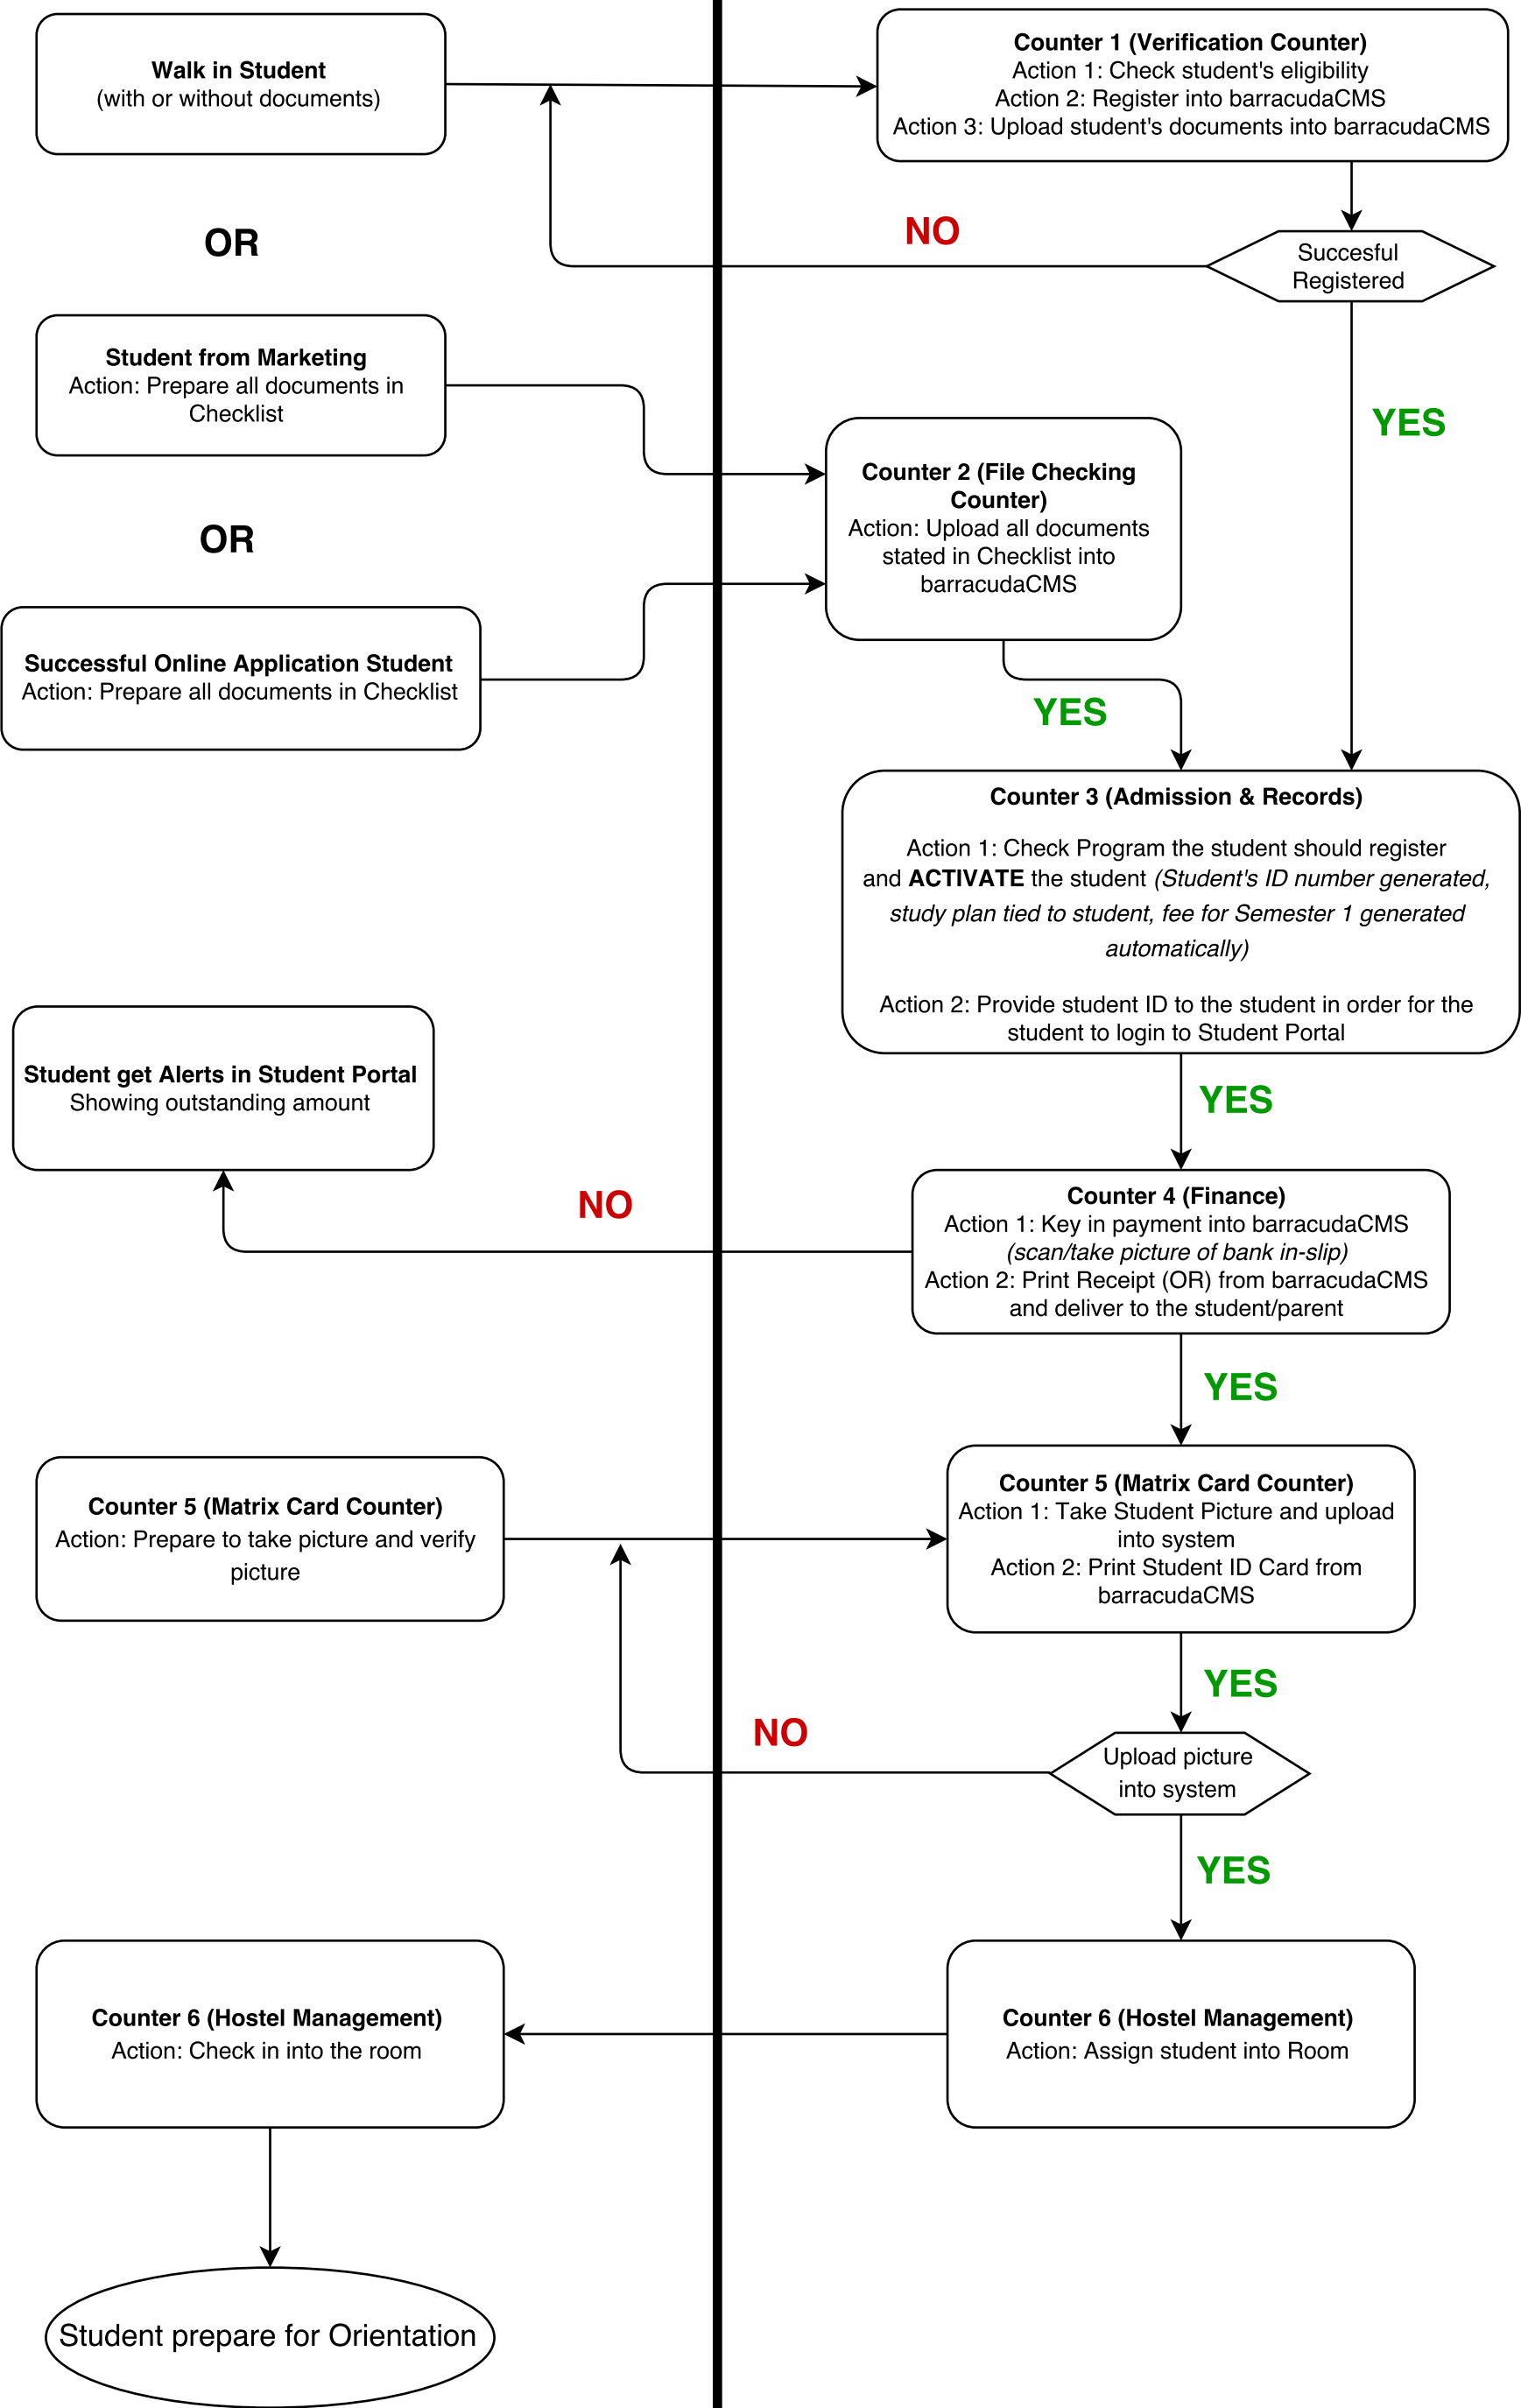 Walk in Student
(with or without documents)
Counter 1 (Verification Counter)
Action 1: Check student's eligibility
Action 2: Register into barracudaCMS
Action 3: Upload student's documents into barracudaCMS
OR
NO
Succesful
Registered
Student from Marketing
Action: Prepare all documents in
Checklist
YES
Counter 2 (File Checking
Counter)
Action: Upload all documents
stated in Checklist into
barracudaCMS
OR
Successful Online Application Student
Action: Prepare all documents in Checklist
YES
Counter 3 (Admission & Records)
Action 1: Check Program the student should register
and ACTIVATE the student (Student's ID number generated,
study plan tied to student, fee for Semester 1 generated
automatically)
Action 2: Provide student ID to the student in order for the
student to login to Student Portal
Student get Alerts in Student Portal
Showing outstanding amount
YES
NO
Counter 4 (Finance)
Action 1: Key in payment into barracudaCMS
(scan/take picture of bank in-slip)
Action 2: Print Receipt (OR) from barracudaCMS
and deliver to the student/parent
YES
Counter 5 (Matrix Card Counter)
Action: Prepare to take picture and verify
picture
Counter 5 (Matrix Card Counter)
Action 1: Take Student Picture and upload
into system
Action 2: Print Student ID Card from
barracudaCMS
YES
NO
Upload picture
into system
YES
Counter 6 (Hostel Management)
Action: Check in into the room
Counter 6 (Hostel Management)
Action: Assign student into Room
Student prepare for Orientation